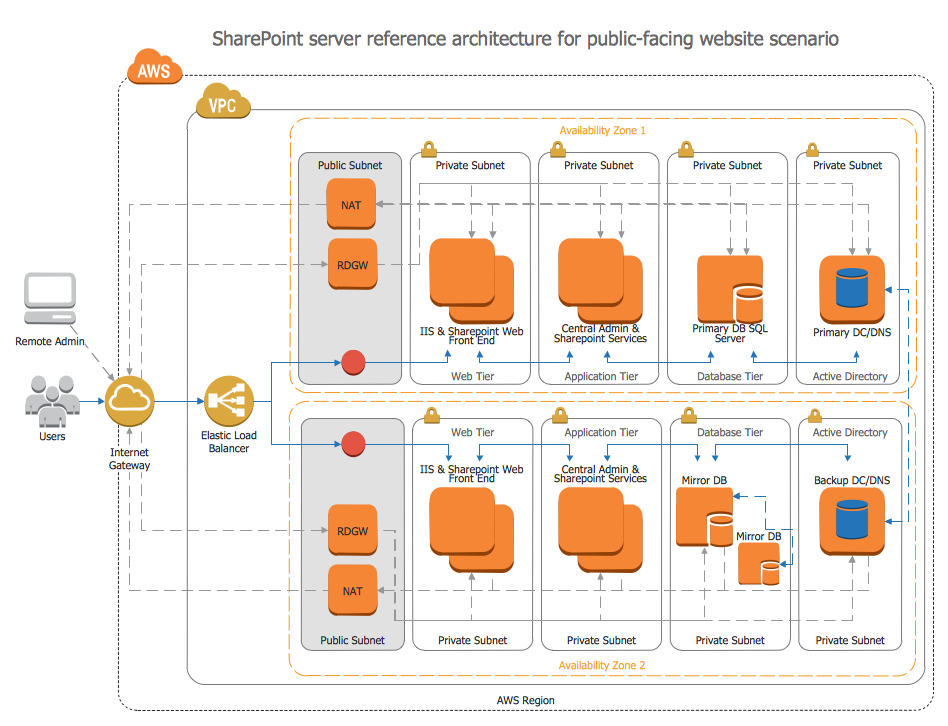 SharePoint server reference architecture for public-facing website scenario
AWS
VPC
Availability Zone 1
Public Subnet
Private Subnet
Private Subnet
Private Subnet
Private Subnet
NAT
RDGW
IIS & Sharepoint Web
Front End
Central Admin &
Sharepoint Services
Primary DB SQL
Server
Primary DC/DNS
Web Tier
Application Tier
Database Tier
Active Directory
Remote Admin
Users
Internet
Gateway
Elastic Load
Balancer
Web Tier
Application Tier
Database Tier
Active Directory
IIS & Sharepoint Web
Front End
Central Admin &
Sharepoint Services
Mirror DB
Backup DC/DNS
RDGW
Mirror DB
NAT
Public Subnet
Private Subnet
Private Subnet
Private Subnet
Private Subnet
Availability Zone 2
AWS Region